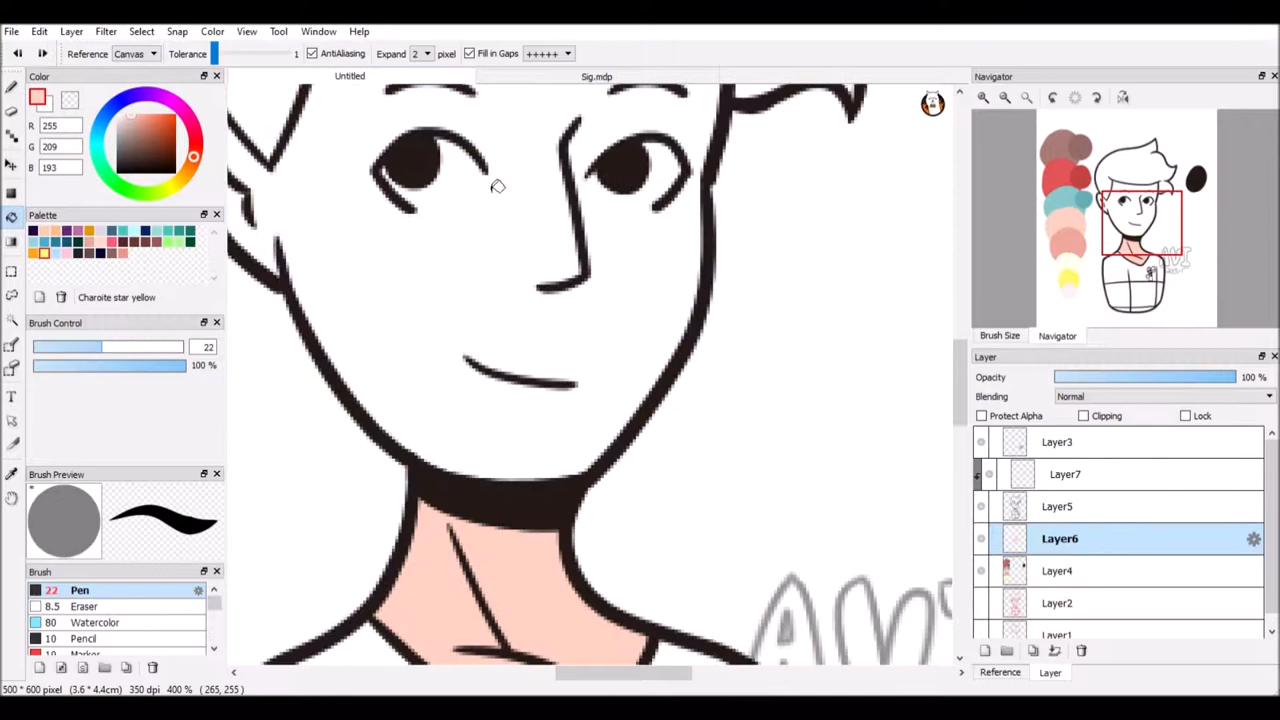 File Edit Layer Filter Select Snap Color View Tool Window Help
Reference Canvas Tolerance 1 AntiAliasing Expand 2 pixel Fill in Gaps +++++
Color Untitled Sig.mdp Navigator
R 255
G 209
B 193
Palette
Charoite star yellow
Brush Control
22
100 %
Brush Preview
Brush
22 Pen
8.5 Eraser
80 Watercolor
10 Pencil
10 Marker
500 * 600 pixel (3.6 * 4.4cm) 350 dpi 400 % ( 265, 255 )
Brush Size Navigator
Layer
Opacity 100 %
Blending Normal
Protect Alpha Clipping Lock
Layer3
Layer7
Layer5
Layer6
Layer4
Layer2
Layer1
Reference Layer